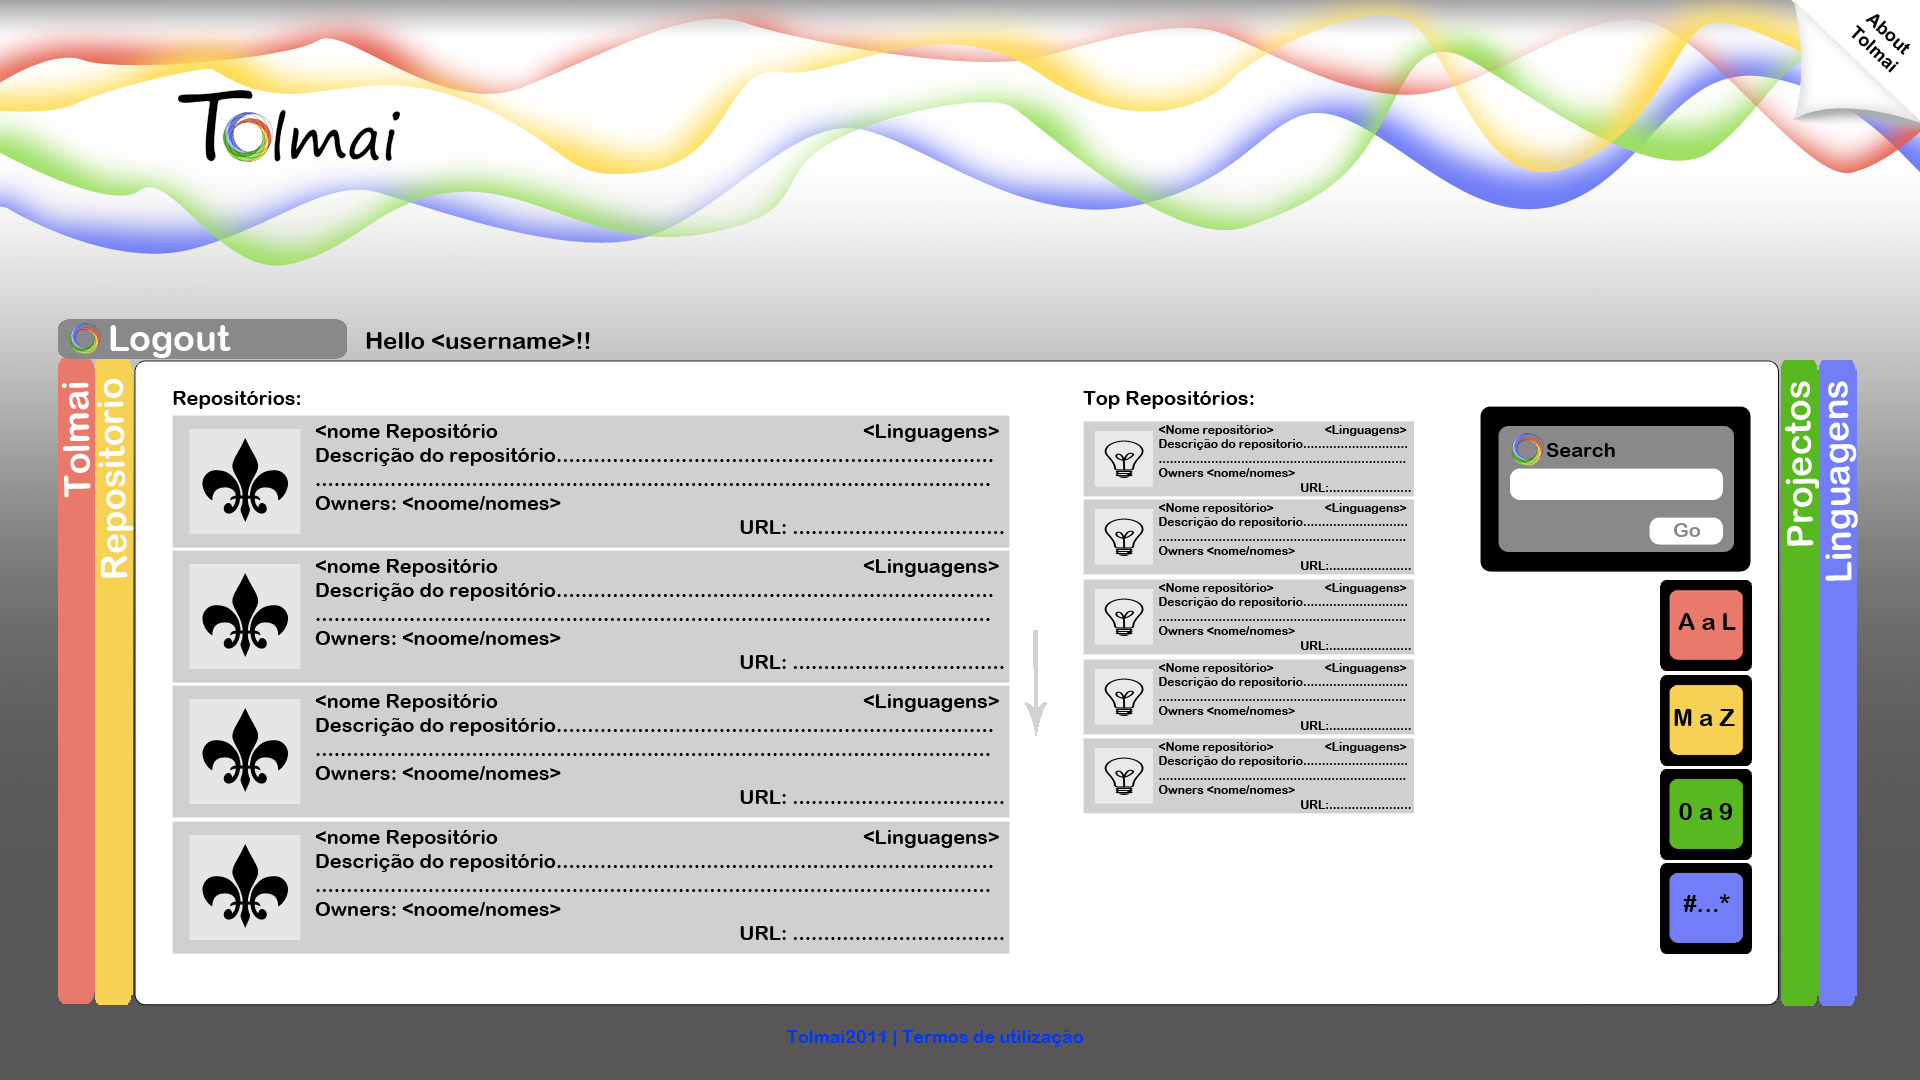 About
Tolmai
Tolmai
Logout
Hello <username>!!
Tolmai
Repositorio
Repositórios:
<nome Repositório <Linguagens>
Descrição do repositório......................................................................
............................................................................................................
Owners: <noome/nomes>
URL: ..................................
<nome Repositório <Linguagens>
Descrição do repositório......................................................................
............................................................................................................
Owners: <noome/nomes>
URL: ..................................
<nome Repositório <Linguagens>
Descrição do repositório......................................................................
............................................................................................................
Owners: <noome/nomes>
URL: ..................................
<nome Repositório <Linguagens>
Descrição do repositório......................................................................
............................................................................................................
Owners: <noome/nomes>
URL: ..................................
Top Repositórios:
<Nome repositório> <Linguagens>
Descrição do repositorio............................
..................................................................
Owners <nome/nomes>
URL:......................
<Nome repositório> <Linguagens>
Descrição do repositorio............................
..................................................................
Owners <nome/nomes>
URL:......................
<Nome repositório> <Linguagens>
Descrição do repositorio............................
..................................................................
Owners <nome/nomes>
URL:......................
<Nome repositório> <Linguagens>
Descrição do repositorio............................
..................................................................
Owners <nome/nomes>
URL:......................
<Nome repositório> <Linguagens>
Descrição do repositorio............................
..................................................................
Owners <nome/nomes>
URL:......................
Search
Go
A a L
M a Z
0 a 9
#...*
Projectos
Linguagens
Tolmai2011 | Termos de utilização